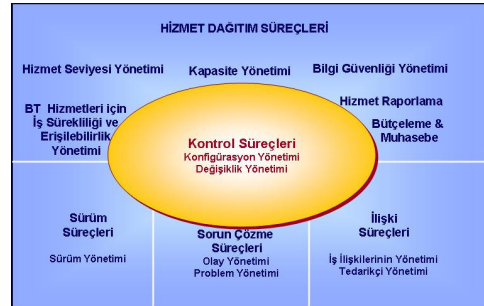 HİZMET DAĞITIM SÜREÇLERİ
Hizmet Seviyesi Yönetimi
Kapasite Yönetimi
Bilgi Güvenliği Yönetimi
BT Hizmetleri için
İş Sürekliliği ve
Erişilebilirlik
Yönetimi
Hizmet Raporlama
Bütçeleme &
Muhasebe
Kontrol Süreçleri
Konfigürasyon Yönetimi
Değişiklik Yönetimi
Sürüm
Süreçleri
Sürüm Yönetimi
Sorun Çözme
Süreçleri
Olay Yönetimi
Problem Yönetimi
İlişki
Süreçleri
İş İlişkilerinin Yönetimi
Tedarikçi Yönetimi